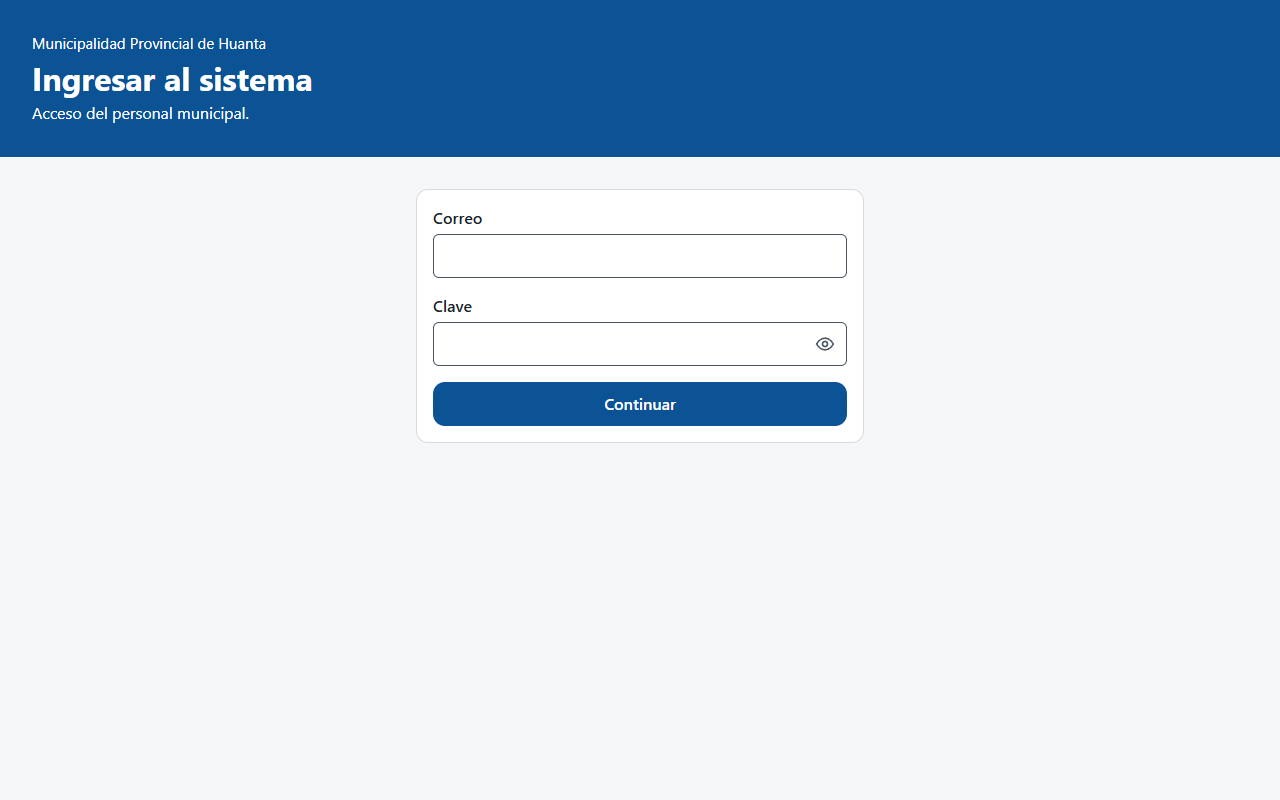 Municipalidad Provincial de Huanta
Ingresar al sistema
Acceso del personal municipal.
Correo
Clave
Continuar